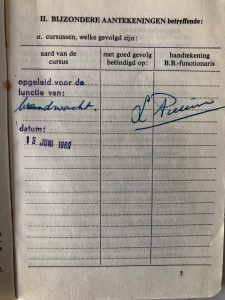 II. BIJZONDERE AANTEKENINGEN betreffende:
a. cursussen, welke gevolgd zijn:
aard van de cursus
met goed gevolg beëindigd op:
handtekening B.B.-functionaris
opgeleid voor de
functie van:
brandwacht.
datum:
13 JUNI 1968
7